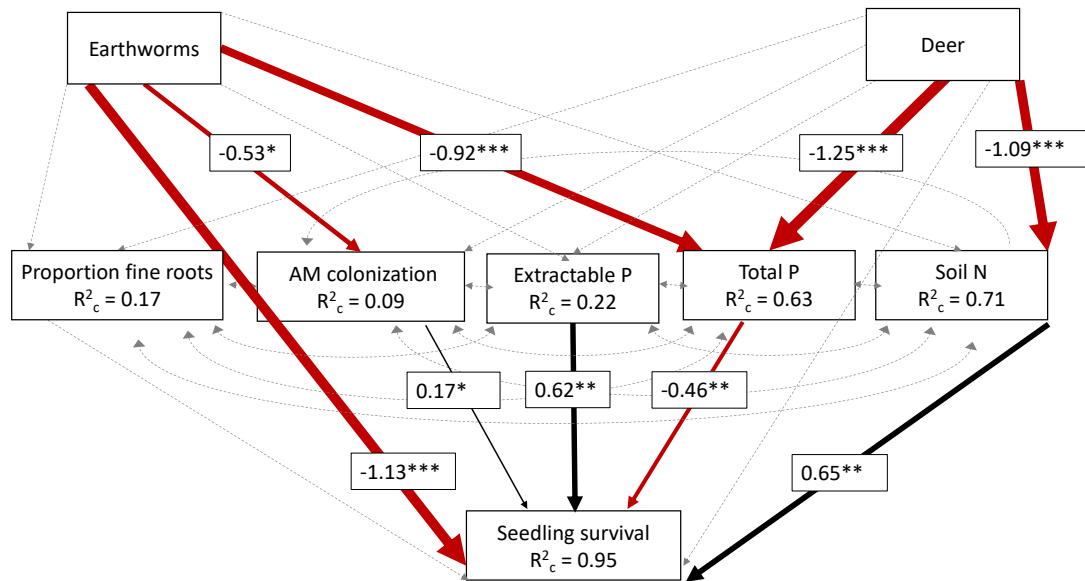 Earthworms
Deer
-0.53*
-0.92***
-1.25***
-1.09***
Proportion fine roots
R²c = 0.17
AM colonization
R²c = 0.09
Extractable P
R²c = 0.22
Total P
R²c = 0.63
Soil N
R²c = 0.71
0.17*
0.62**
-0.46**
-1.13***
0.65**
Seedling survival
R²c = 0.95